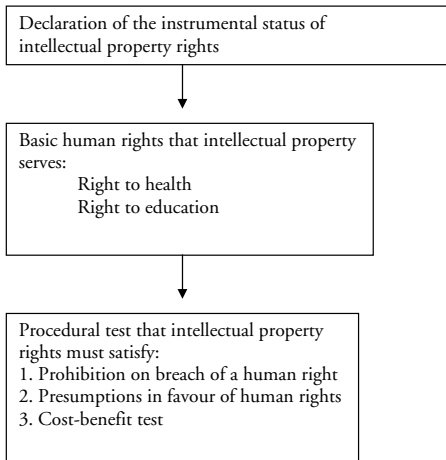 Declaration of the instrumental status of
intellectual property rights
Basic human rights that intellectual property
serves:
Right to health
Right to education
Procedural test that intellectual property
rights must satisfy:
1. Prohibition on breach of a human right
2. Presumptions in favour of human rights
3. Cost-benefit test